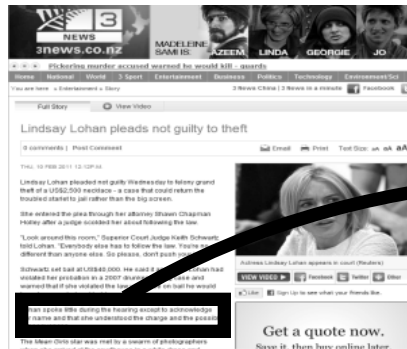 3
NEWS
3news.co.nz
MADELEINE
SAMI IS:
AZEEM
LINDA
GEORGIE
JO
Pickering murder accused warned he would kill - guards
Home National World 3 Sport Entertainment Business Politics Technology Environment/Sci
You are here > Entertainment > Story
3 News China | 3 News in a minute Facebook
Full Story View Video
Lindsay Lohan pleads not guilty to theft
0 comments | Post Comment
Email Print Text Size: aA aA aA
THU, 10 FEB 2011 12:12P.M.
Lindsay Lohan pleaded not guilty Wednesday to felony grand
theft of a US$2,500 necklace - a case that could return the
troubled starlet to jail rather than the big screen.
She entered the plea through her attorney Shawn Chapman
Holley after a judge scolded her about following the law.
"Look around this room," Superior Court Judge Keith Schwartz
told Lohan. "Everybody else has to follow the law. You're no
different than anyone else. So please, don't push your
Schwartz set bail at US$40,000. He said it Lohan had
violated her probation in a 2007 drunk case and
warned that if she violated the law on bail he would
han spoke little during the hearing except to acknowledge
r name and that she understood the charge and the possib
The Mean Girls star was met by a swarm of photographers
Actress Lindsay Lohan appears in court (Reuters)
VIEW VIDEO Facebook Twitter Other
Like Sign Up to see what your friends like.
Get a quote now.
Save it, then buy online later.